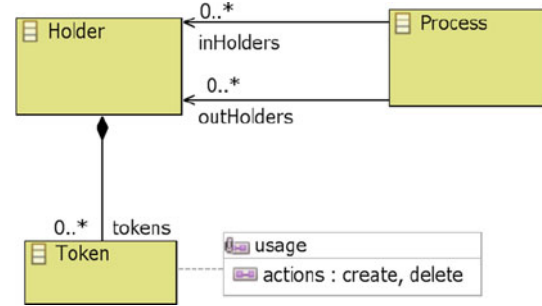 Holder
0..*
inHolders
Process
0..*
outHolders
0..* tokens
Token
usage
actions : create, delete